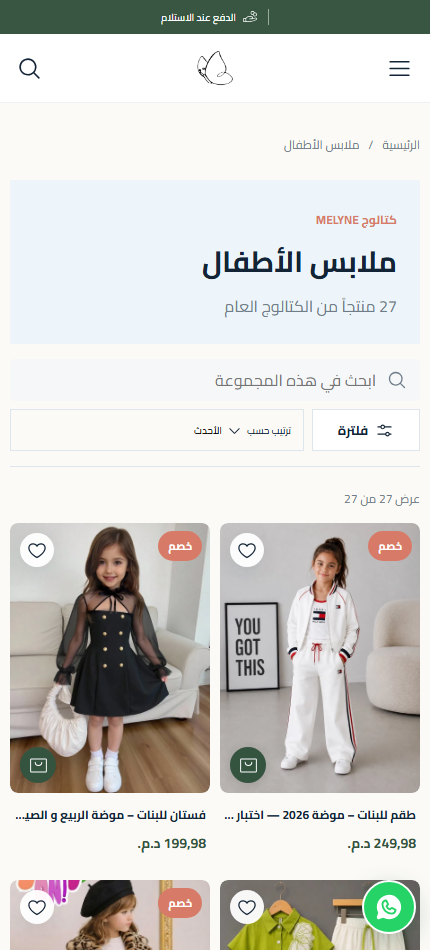 الدفع عند الاستلام
الرئيسية / ملابس الأطفال
كتالوج MELYNE
ملابس الأطفال
27 منتجاً من الكتالوج العام
ابحث في هذه المجموعة
فلترة
ترتيب حسب الأحدث
عرض 27 من 27
خصم
خصم
YOU
GOT
THIS
طقم للبنات – موضة 2026 — اختبار ...
249,98 د.م.
فستان للبنات – موضة الربيع و الصيـ...
199,98 د.م.
خصم